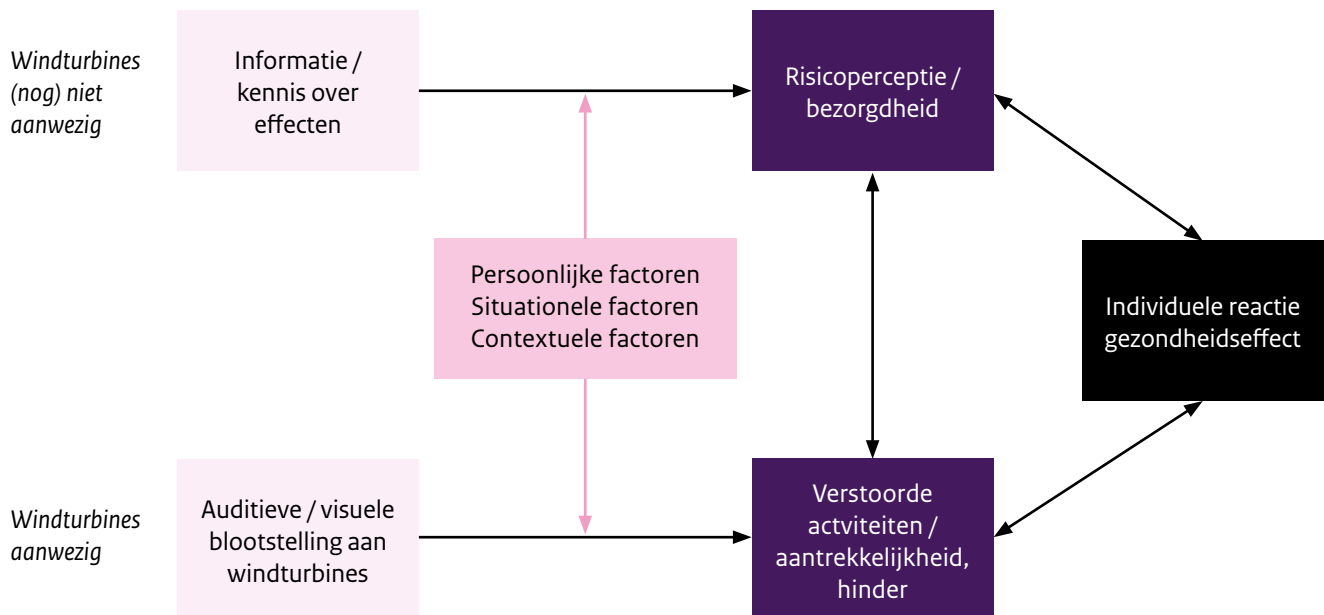 Windturbines
(nog) niet
aanwezig
Informatie /
kennis over
effecten
Risicoperceptie /
bezorgdheid
Persoonlijke factoren
Situationele factoren
Contextuele factoren
Individuele reactie
gezondheidseffect
Windturbines
aanwezig
Auditieve / visuele
blootstelling aan
windturbines
Verstoorde
actviteiten /
aantrekkelijkheid,
hinder